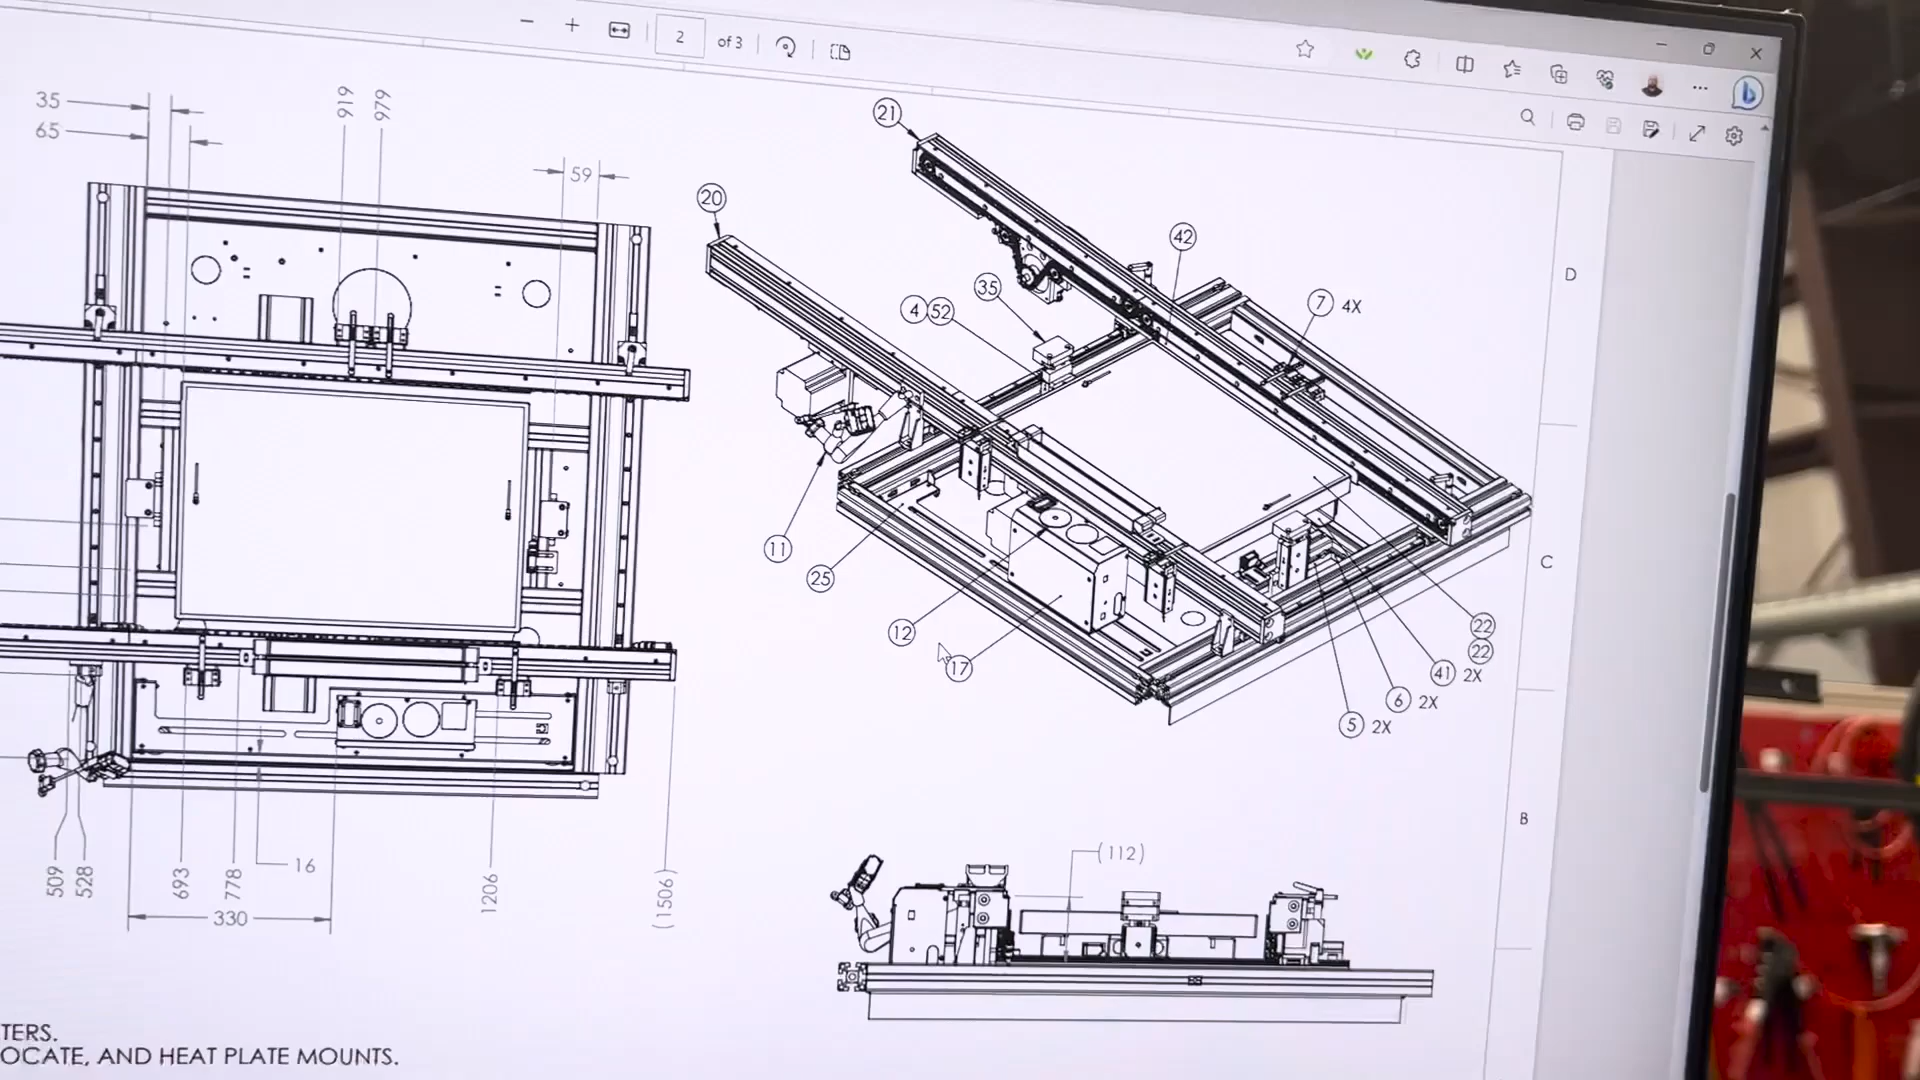 2 of 3
35
65
919
979
59
21
20
42
35
4 52
7 4X
D
11
25
C
12
17
22
22
41 2X
6 2X
5 2X
B
16
509
528
693
778
330
1206
(1506)
(112)
TERS.
OCATE, AND HEAT PLATE MOUNTS.